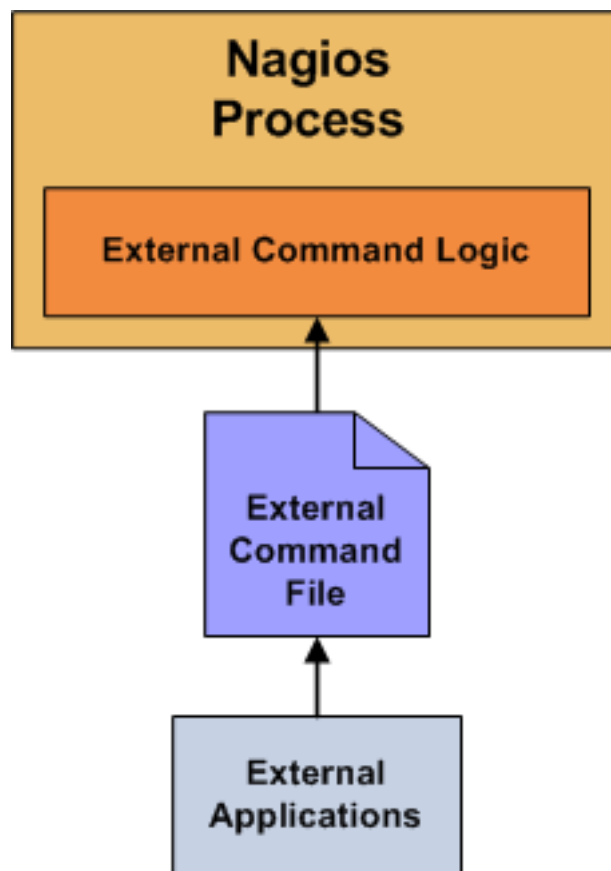 Nagios
Process
External Command Logic
External
Command
File
External
Applications